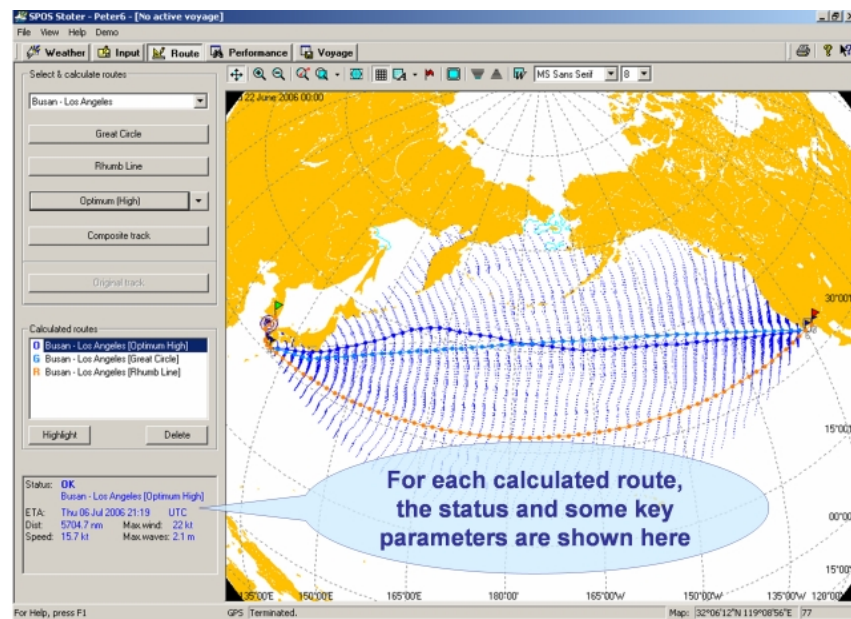 SPOS Stoter - Peter6 - [No active voyage]
File View Help Demo
Weather Input Route Performance Voyage
Select & calculate routes
MS Sans Serif 8
22 June 2006 00:00
Busan - Los Angeles
Great Circle
Rhumb Line
Optimum (High)
Composite track
Original track
30°00'
Calculated routes
O Busan - Los Angeles [Optimum High]
G Busan - Los Angeles [Great Circle]
R Busan - Los Angeles [Rhumb Line]
15°00'
Highlight Delete
For each calculated route,
the status and some key
parameters are shown here
Status: OK
Busan - Los Angeles [Optimum High]
ETA: Thu 06 Jul 2006 21:19 UTC
Dist: 5704.7 nm Max.wind: 22 kt
Speed: 15.7 kt Max.waves: 2.1 m
00°00'
15°00'
135°00'E 150°00'E 165°00'E 180°00' 165°00'W 150°00'W 135°00'W 120°00'
For Help, press F1 GPS Terminated. Map: 32°06'12"N 119°08'56"E 77